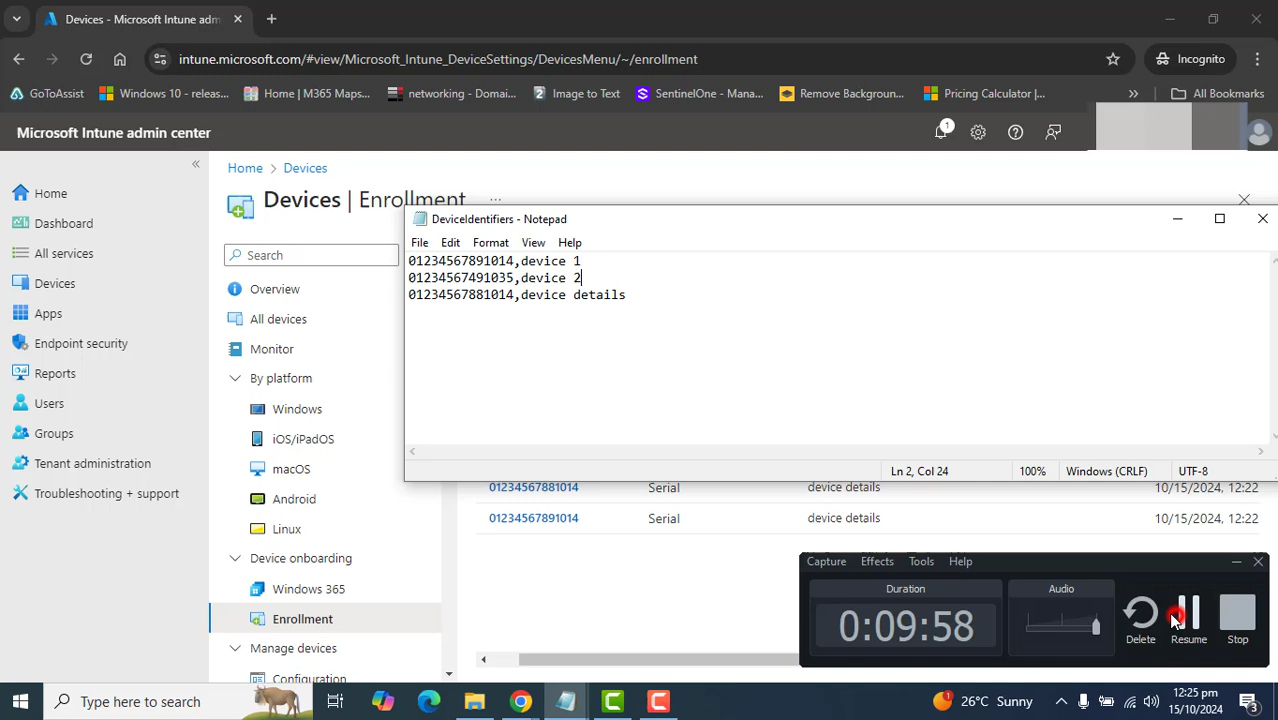 Devices - Microsoft Intune adm
intune.microsoft.com/#view/Microsoft_Intune_DeviceSettings/DevicesMenu/~/enrollment
Incognito
GoToAssist
Windows 10 - releas...
Home | M365 Maps...
networking - Domai...
Image to Text
SentinelOne - Mana...
Remove Backgroun...
Pricing Calculator |...
All Bookmarks
Microsoft Intune admin center
1
Home > Devices
Devices | Enrollment
Home
Dashboard
All services
Devices
Apps
Endpoint security
Reports
Users
Groups
Tenant administration
Troubleshooting + support
Search
Overview
All devices
Monitor
By platform
Windows
iOS/iPadOS
macOS
Android
Linux
Device onboarding
Windows 365
Enrollment
Manage devices
Configuration
DeviceIdentifiers - Notepad
File Edit Format View Help
01234567891014,device 1
01234567491035,device 2
01234567881014,device details
Ln 2, Col 24
100%
Windows (CRLF)
UTF-8
01234567881014 Serial device details 10/15/2024, 12:22
01234567891014 Serial device details 10/15/2024, 12:22
Capture Effects Tools Help
Duration
0:09:58
Audio
Delete
Resume
Stop
Type here to search
26°C Sunny
12:25 pm
15/10/2024
3